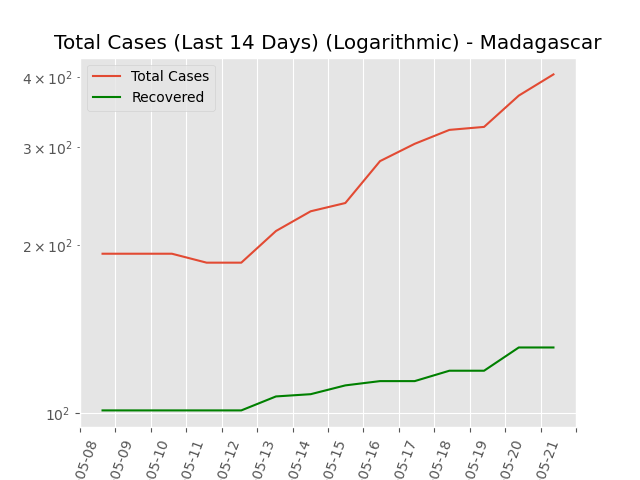 Total Cases (Last 14 Days) (Logarithmic) - Madagascar
Total Cases
Recovered
4 × 10²
3 × 10²
2 × 10²
10²
05-08
05-09
05-10
05-11
05-12
05-13
05-14
05-15
05-16
05-17
05-18
05-19
05-20
05-21